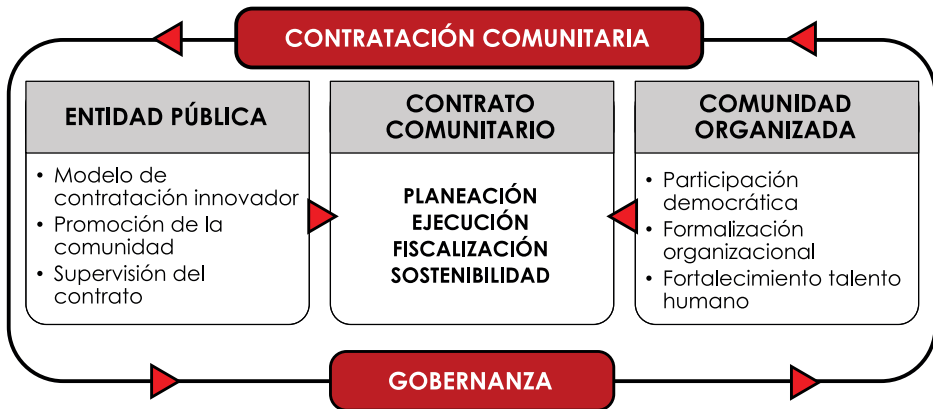 CONTRATACIÓN COMUNITARIA
ENTIDAD PÚBLICA
• Modelo de
contratación innovador
• Promoción de la
comunidad
• Supervisión del
contrato
CONTRATO
COMUNITARIO
PLANEACIÓN
EJECUCIÓN
FISCALIZACIÓN
SOSTENIBILIDAD
COMUNIDAD
ORGANIZADA
• Participación
democrática
• Formalización
organizacional
• Fortalecimiento talento
humano
GOBERNANZA